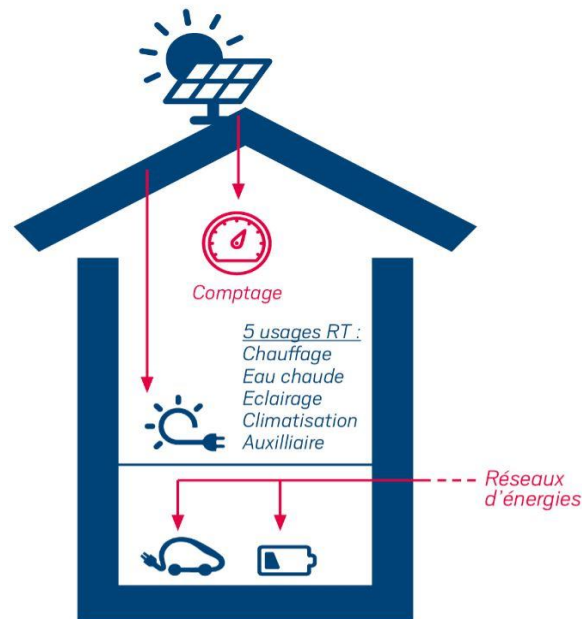 Comptage
5 usages RT :
Chauffage
Eau chaude
Eclairage
Climatisation
Auxilliaire
Réseaux
d'énergies